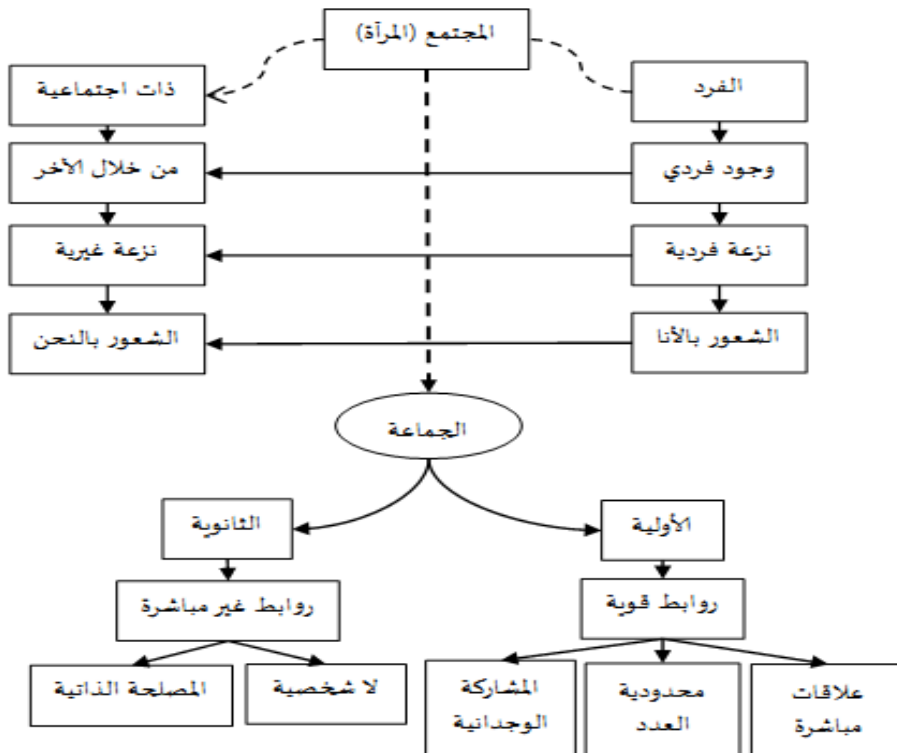 المجتمع (المرآة)
الفرد
ذات اجتماعية
وجود فردي
من خلال الأخر
نزعة فردية
نزعة غيرية
الشعور بالأنا
الشعور بالنحن
الجماعة
الأولية
الثانوية
روابط قوية
روابط غير مباشرة
علاقات
مباشرة
محدودية
العدد
المشاركة
الوجدانية
لا شخصية
المصلحة الذاتية